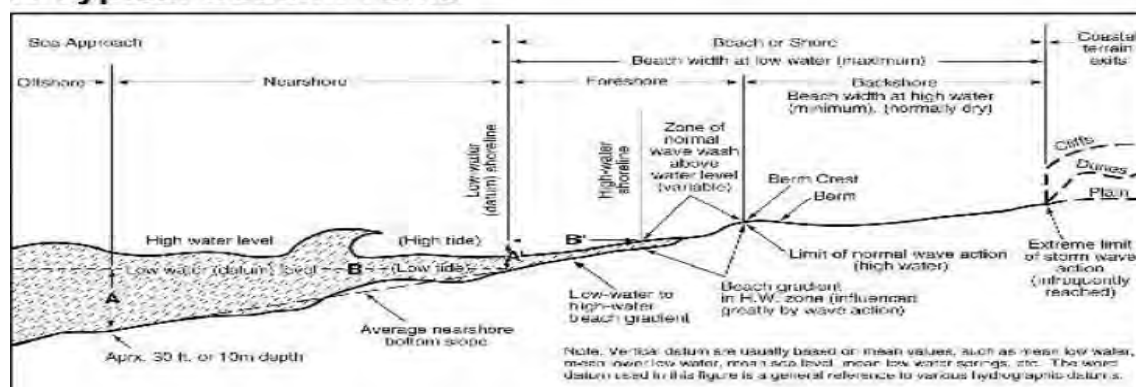 Sea Approach
Beach or Shore
Coastal
terrain
exits
Beach width at low water (maximum)
Offshore
Nearshore
Foreshore
Backshore
Beach width at high water
(minimum), (normally dry)
Low-water
(datum) shoreline
High-water
shoreline
Zone of
normal
wave wash
above
water level
(variable)
Cliffs
Dunes
Plain
Berm Crest
Berm
High water level
(High tide)
B'
A'
Low water (datum) level
B
(Low tide)
A
Limit of normal wave action
(high water)
Extreme limit
of storm wave
action
(infrequently
reached)
Low-water to
high-water
beach gradient
Beach gradient
in H.W. zone (influenced
greatly by wave action)
Average nearshore
bottom slope
Aprx. 30 ft. or 10m depth
Note: Vertical datum are usually based on mean values, such as mean low water,
mean lower low water, mean sea level, mean low water springs, etc. The word
datum used in this figure is a general reference to various hydrographic datums.